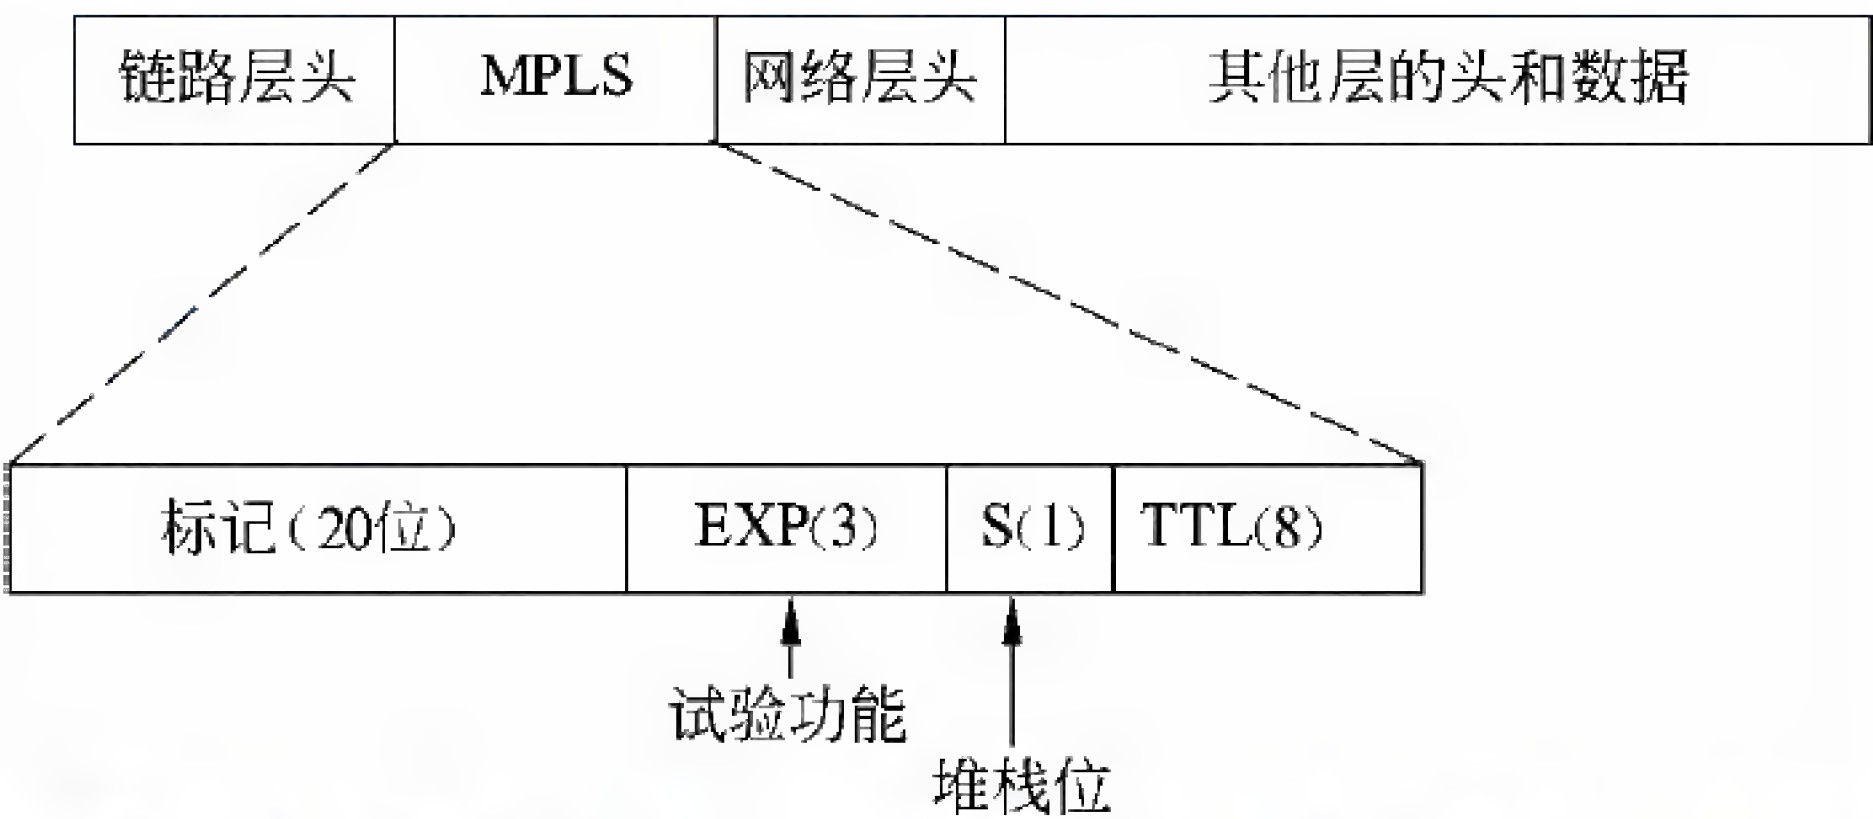 链路层头 MPLS 网络层头 其他层的头和数据
标记(20位) EXP(3) S(1) TTL(8)
试验功能
堆栈位